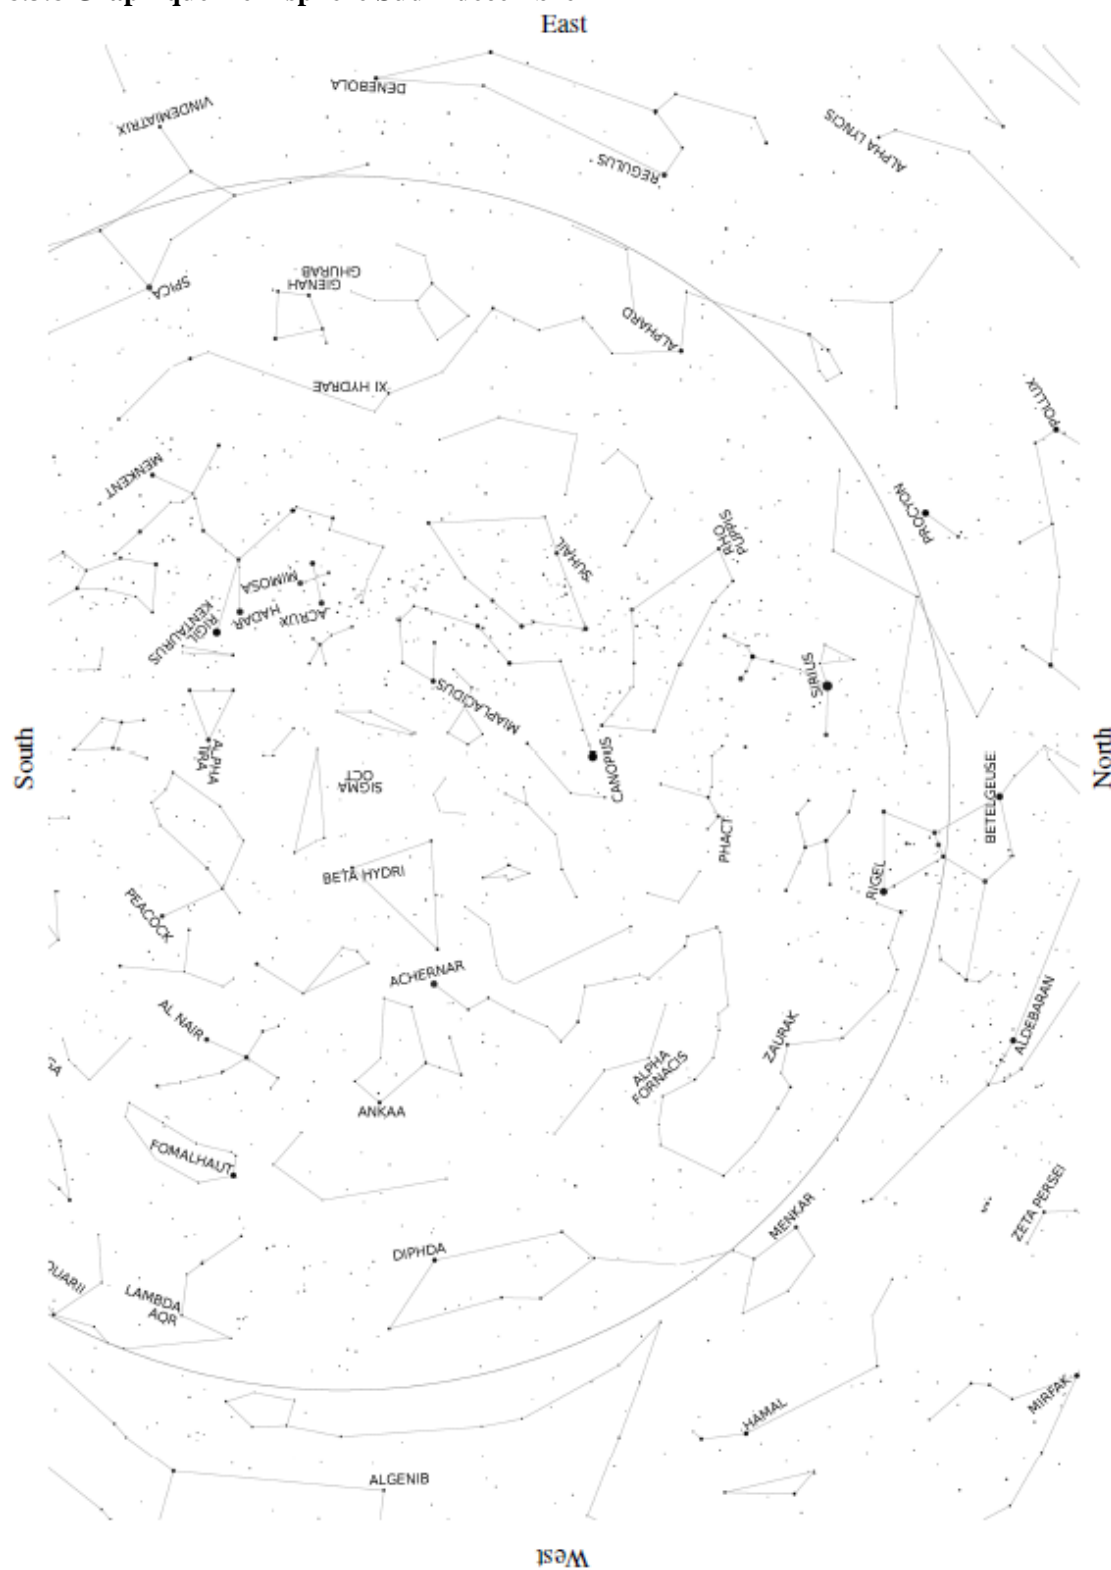 East
DENEBOLA
VINDEMIATRIX
ALPHA LYNCIS
REGULUS
SPICA
GIENAH
GHURAB
ALPHARD
XI HYDRAE
POLLUX
MENKENT
PROCYON
RHO
PUPPIS
SUHAIL
MIMOSA
ACRUX
HADAR
RIGIL
KENTAURUS
SIRIUS
MIAPLACIDUS
South
North
ALPHA
TRA
SIGMA
OCT
CANOPUS
BETELGEUSE
PHACT
BETA HYDRI
RIGEL
PEACOCK
ACHERNAR
AL NAIR
ZAURAK
ALDEBARAN
ALPHA
FORNACIS
ANKAA
FOMALHAUT
ZETA PERSEI
MENKAR
DIPHDA
LAMBDA
AQR
HAMAL
MIRFAK
ALGENIB
West